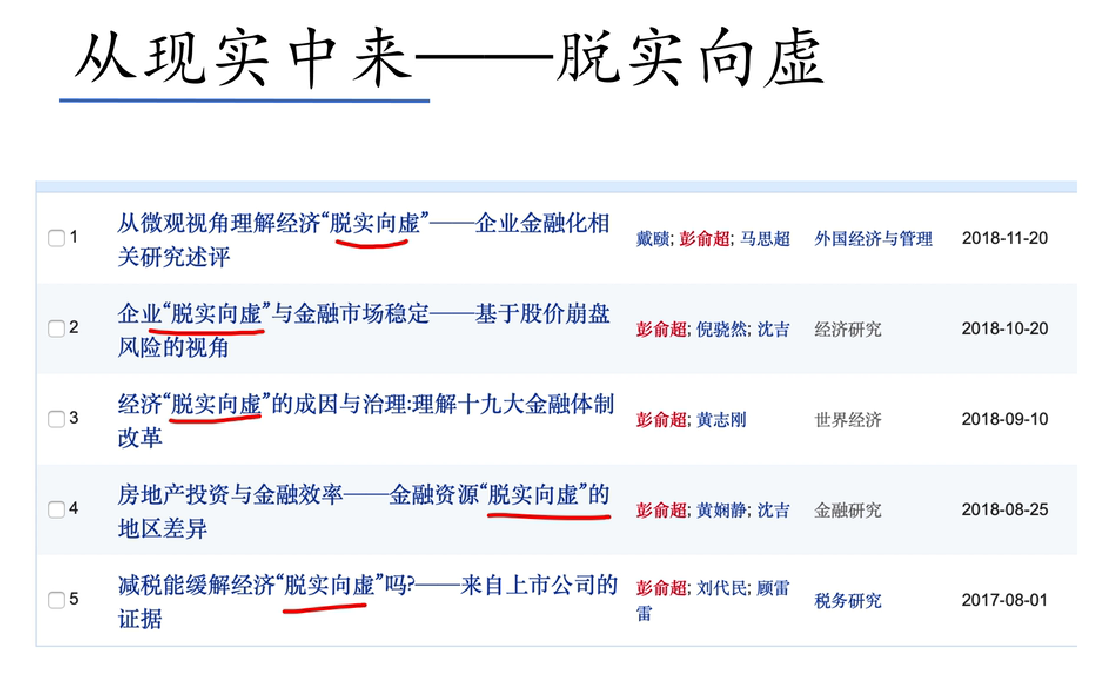 从现实中来——脱实向虚
1 从微观视角理解经济“脱实向虚”——企业金融化相关研究述评 戴赜; 彭俞超; 马思超 外国经济与管理 2018-11-20
2 企业“脱实向虚”与金融市场稳定——基于股价崩盘风险的视角 彭俞超; 倪骁然; 沈吉 经济研究 2018-10-20
3 经济“脱实向虚”的成因与治理:理解十九大金融体制改革 彭俞超; 黄志刚 世界经济 2018-09-10
4 房地产投资与金融效率——金融资源“脱实向虚”的地区差异 彭俞超; 黄娴静; 沈吉 金融研究 2018-08-25
5 减税能缓解经济“脱实向虚”吗?——来自上市公司的证据 彭俞超; 刘代民; 顾雷雷 税务研究 2017-08-01